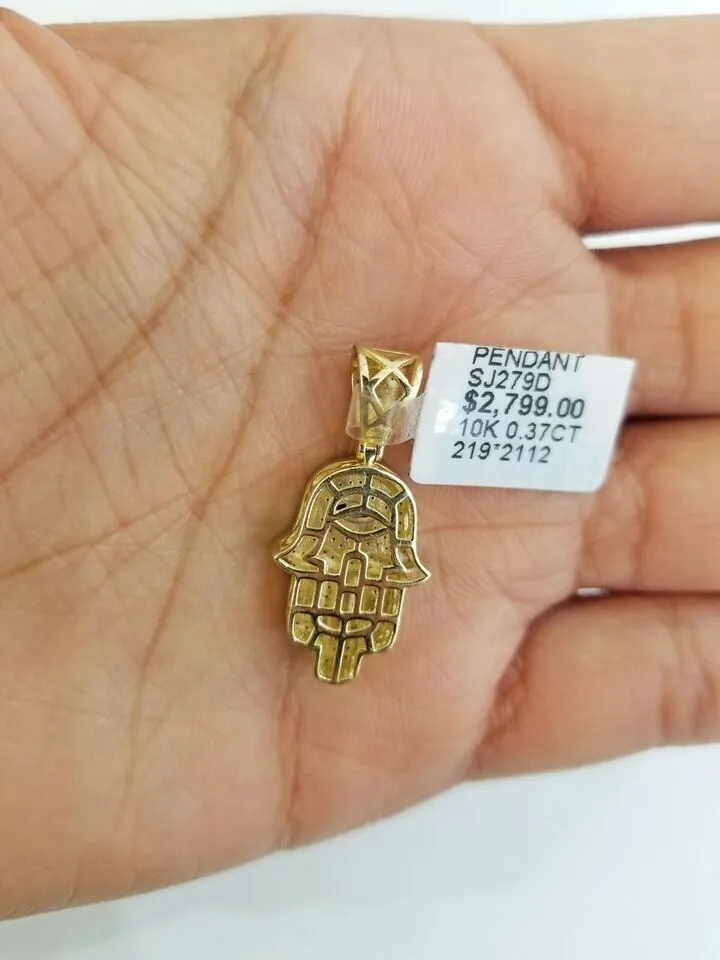 PENDANT
SJ279D
$2,799.00
10K 0.37CT
219*2112